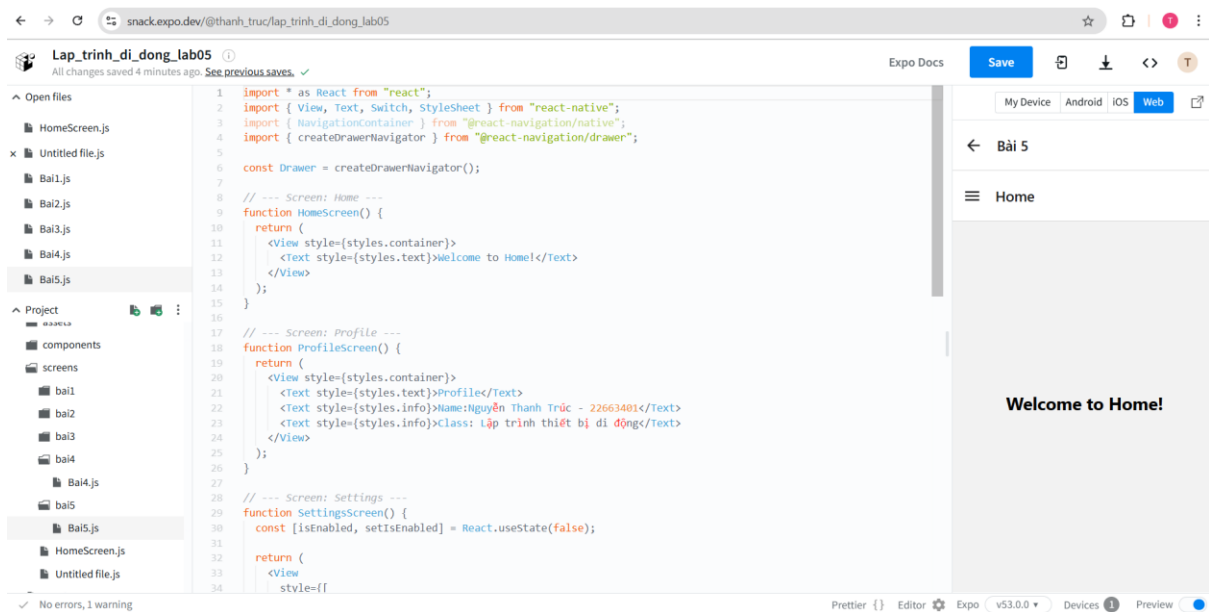 snack.expo.dev/@thanh_truc/lap_trinh_di_dong_lab05
T
Lap_trinh_di_dong_lab05
All changes saved 4 minutes ago. See previous saves.
Expo Docs
Save
T
Open files
HomeScreen.js
Untitled file.js
Bai1.js
Bai2.js
Bai3.js
Bai4.js
Bai5.js
Project
assets
components
screens
bai1
bai2
bai3
bai4
Bai4.js
bai5
Bai5.js
HomeScreen.js
Untitled file.js
1 import * as React from "react";
2 import { View, Text, Switch, StyleSheet } from "react-native";
3 import { NavigationContainer } from "@react-navigation/native";
4 import { createDrawerNavigator } from "@react-navigation/drawer";
5
6 const Drawer = createDrawerNavigator();
7
8 // --- Screen: Home ---
9 function HomeScreen() {
10 return (
11 <View style={styles.container}>
12 <Text style={styles.text}>Welcome to Home!</Text>
13 </View>
14 );
15 }
16
17 // --- Screen: Profile ---
18 function ProfileScreen() {
19 return (
20 <View style={styles.container}>
21 <Text style={styles.text}>Profile</Text>
22 <Text style={styles.info}>Name:Nguyễn Thanh Trúc - 22663401</Text>
23 <Text style={styles.info}>Class: Lập trình thiết bị di động</Text>
24 </View>
25 );
26 }
27
28 // --- Screen: Settings ---
29 function SettingsScreen() {
30 const [isEnabled, setIsEnabled] = React.useState(false);
31
32 return (
33 <View
34 style={[
My Device Android iOS Web
Bài 5
Home
Welcome to Home!
No errors, 1 warning
Prettier { } Editor Expo v53.0.0 Devices 1 Preview